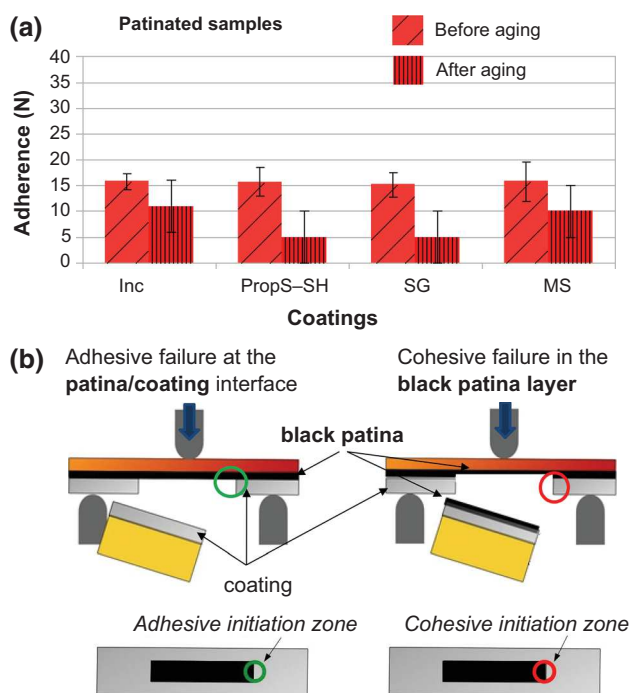 (a) Patinated samples
Before aging
After aging
Adherence (N)
40
35
30
25
20
15
10
5
0
Inc PropS–SH SG MS
Coatings
(b) Adhesive failure at the
patina/coating interface
Cohesive failure in the
black patina layer
black patina
coating
Adhesive initiation zone
Cohesive initiation zone